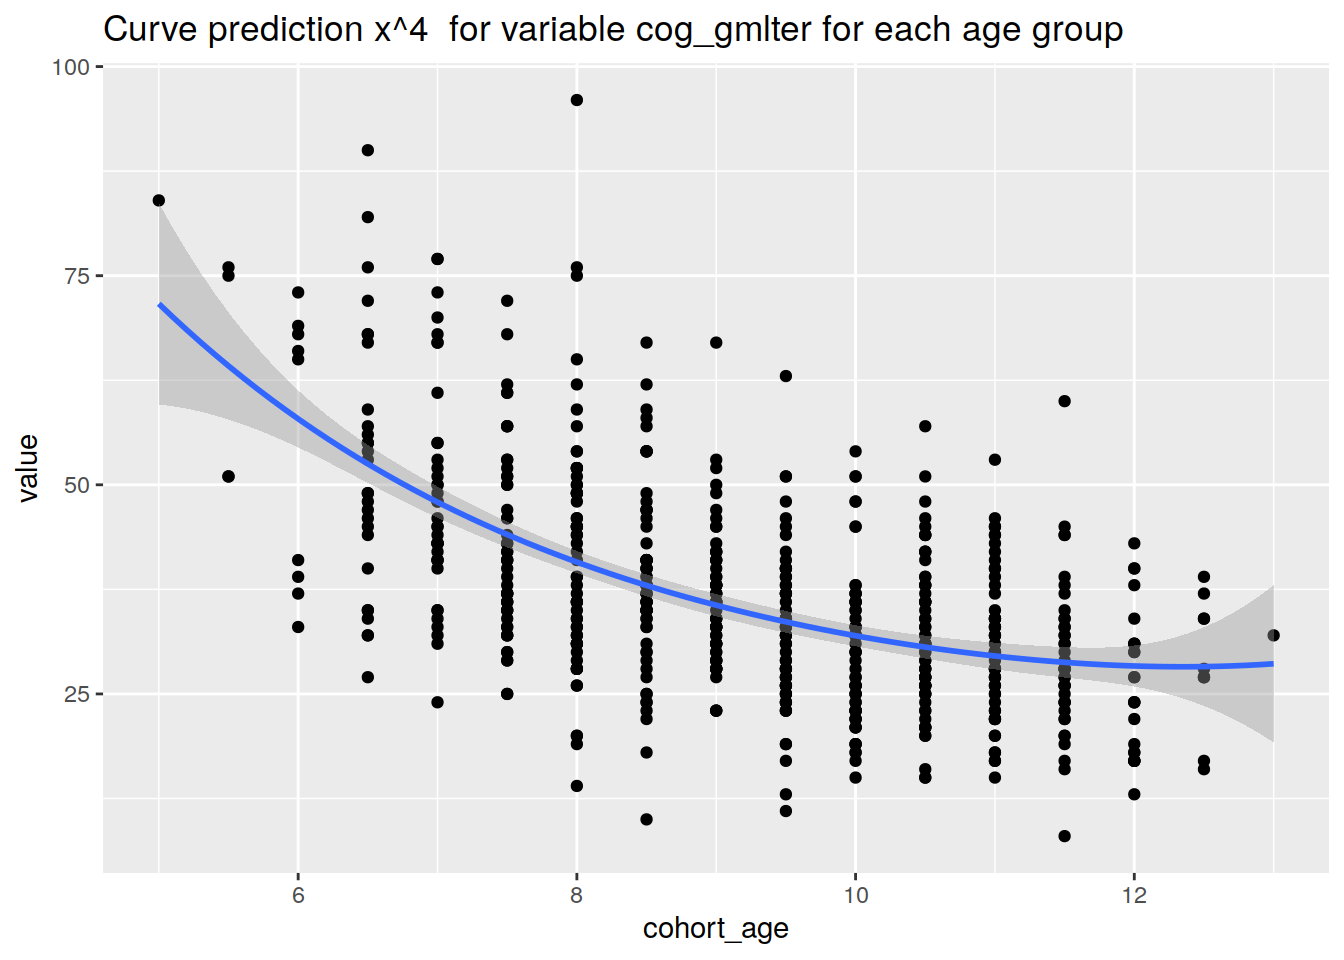 Curve prediction x^4  for variable cog_gmlter for each age group
100
75
50
25
value
6 8 10 12
cohort_age